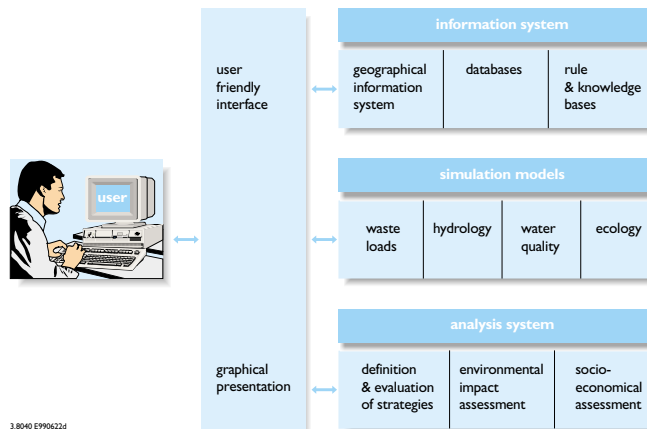 information system
user
friendly
interface
geographical
information
system
databases
rule
& knowledge
bases
simulation models
user
waste
loads
hydrology
water
quality
ecology
analysis system
graphical
presentation
definition
& evaluation
of strategies
environmental
impact
assessment
socio-
economical
assessment
3.8040 E990622d